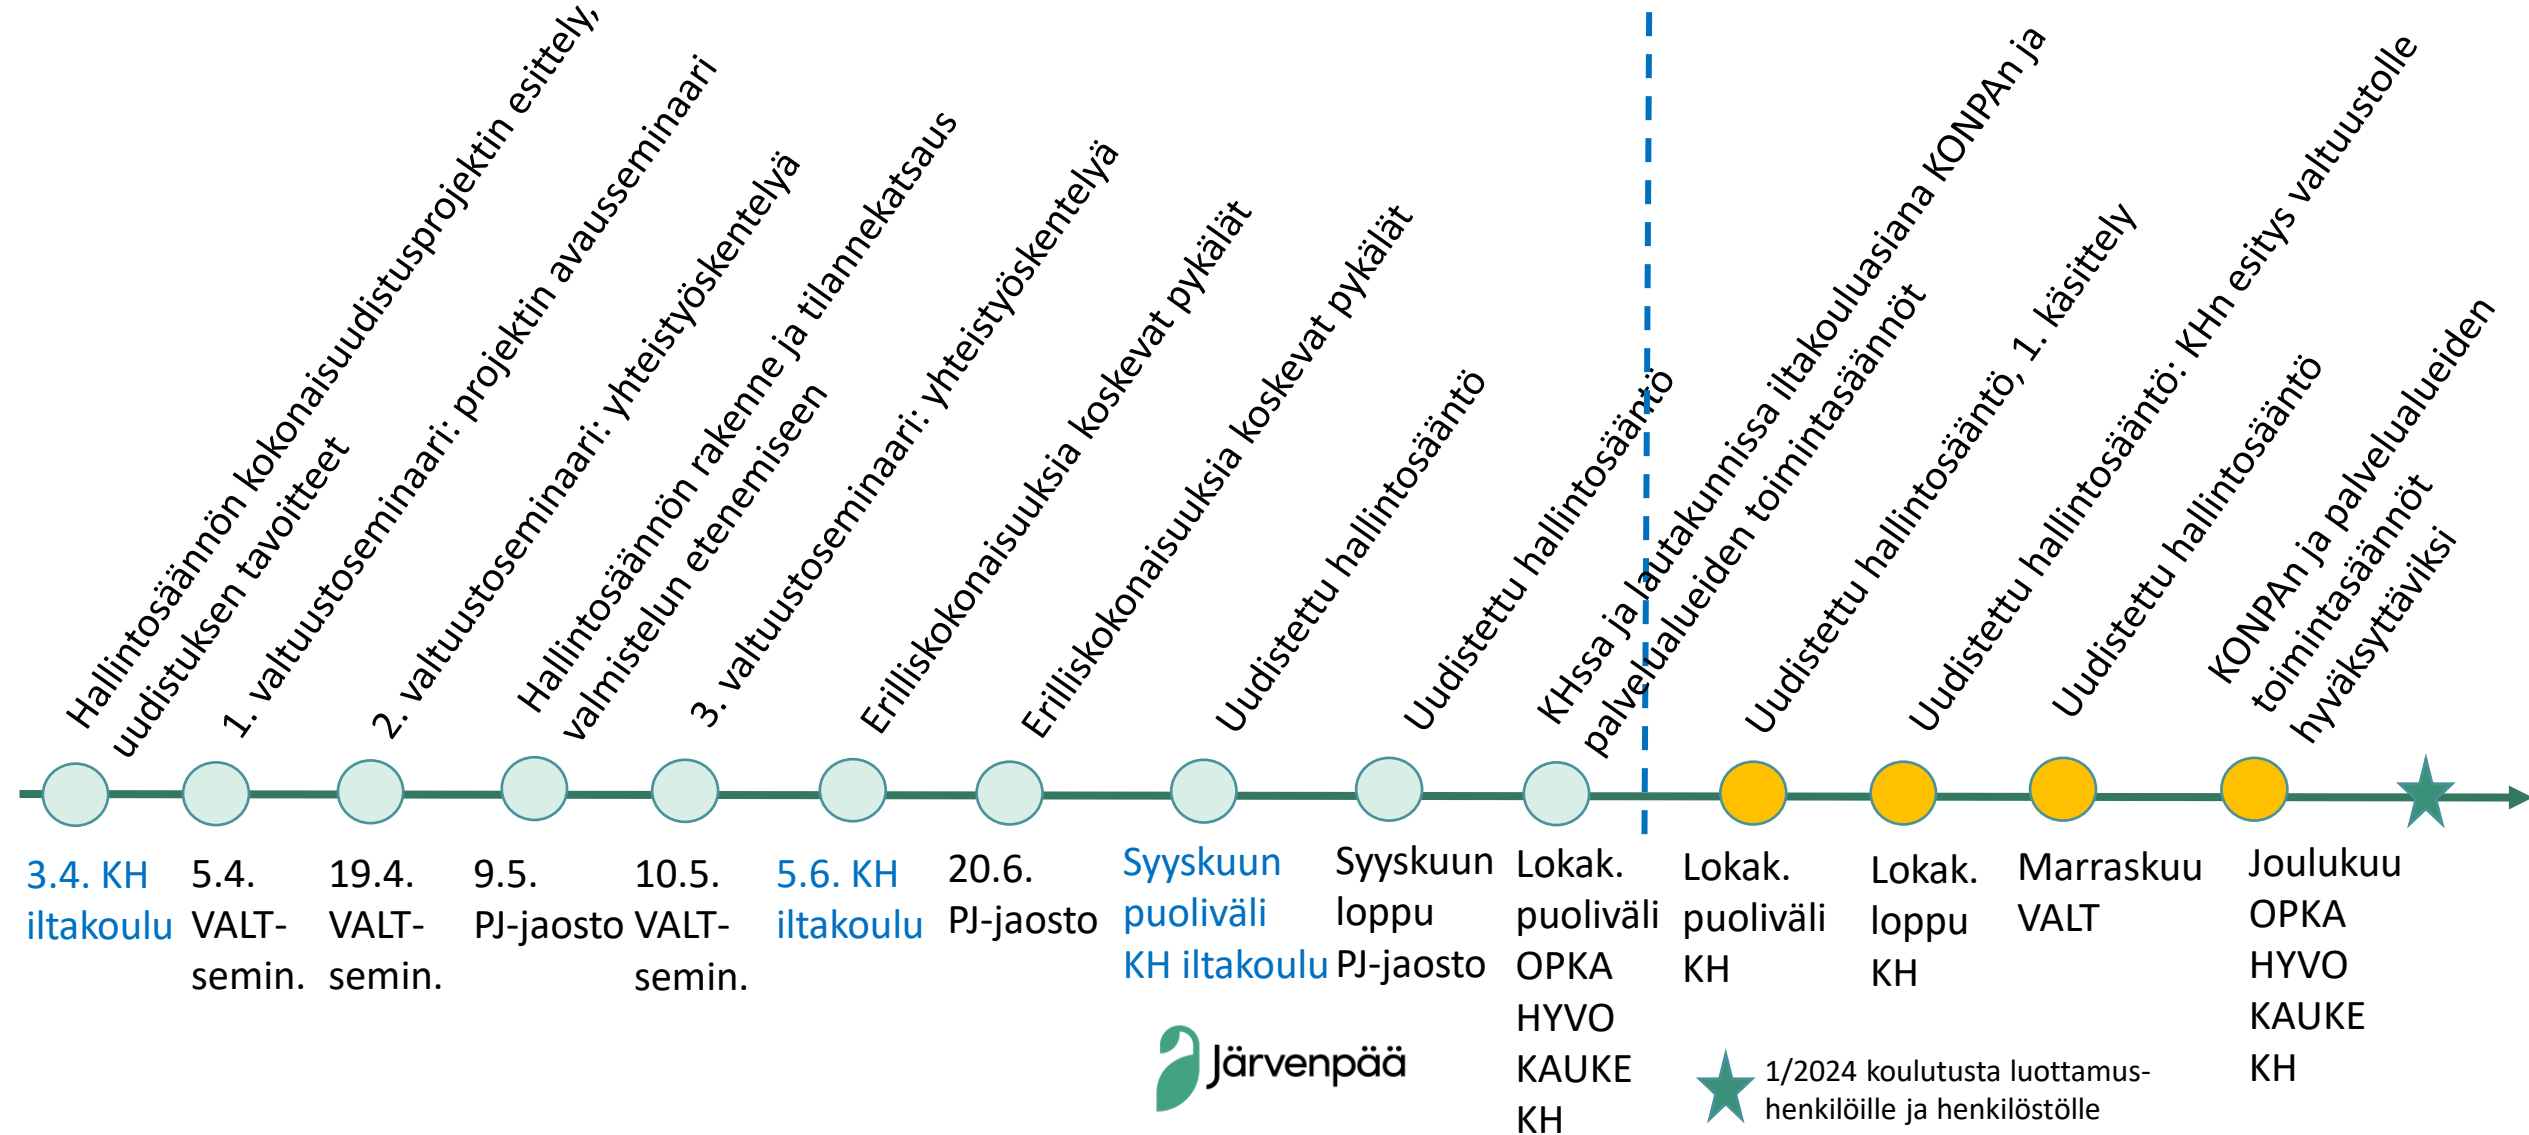 Hallintosäännön kokonaisuudistusprojektin esittely,
uudistuksen tavoitteet
1. valtuustoseminaari: projektin avausseminaari
2. valtuustoseminaari: yhteistyöskentelyä
Hallintosäännön rakenne ja tilannekatsaus
valmistelun etenemiseen
3. valtuustoseminaari: yhteistyöskentelyä
Erilliskokonaisuuksia koskevat pykälät
Erilliskokonaisuuksia koskevat pykälät
Uudistettu hallintosääntö
Uudistettu hallintosääntö
KHssa ja lautakunnissa iltakouluasiana KONPAn ja
palvelualueiden toimintasäännöt
Uudistettu hallintosääntö, 1. käsittely
Uudistettu hallintosääntö: KHn esitys valtuustolle
Uudistettu hallintosääntö
KONPAn ja palvelualueiden
toimintasäännöt
hyväksyttäviksi
3.4. KH
iltakoulu
5.4.
VALT-
semin.
19.4.
VALT-
semin.
9.5.
PJ-jaosto
10.5.
VALT-
semin.
5.6. KH
iltakoulu
20.6.
PJ-jaosto
Syyskuun
puoliväli
KH iltakoulu
Syyskuun
loppu
PJ-jaosto
Lokak.
puoliväli
OPKA
HYVO
KAUKE
KH
Lokak.
puoliväli
KH
Lokak.
loppu
KH
Marraskuu
VALT
Joulukuu
OPKA
HYVO
KAUKE
KH
Järvenpää
1/2024 koulutusta luottamus-
henkilöille ja henkilöstölle